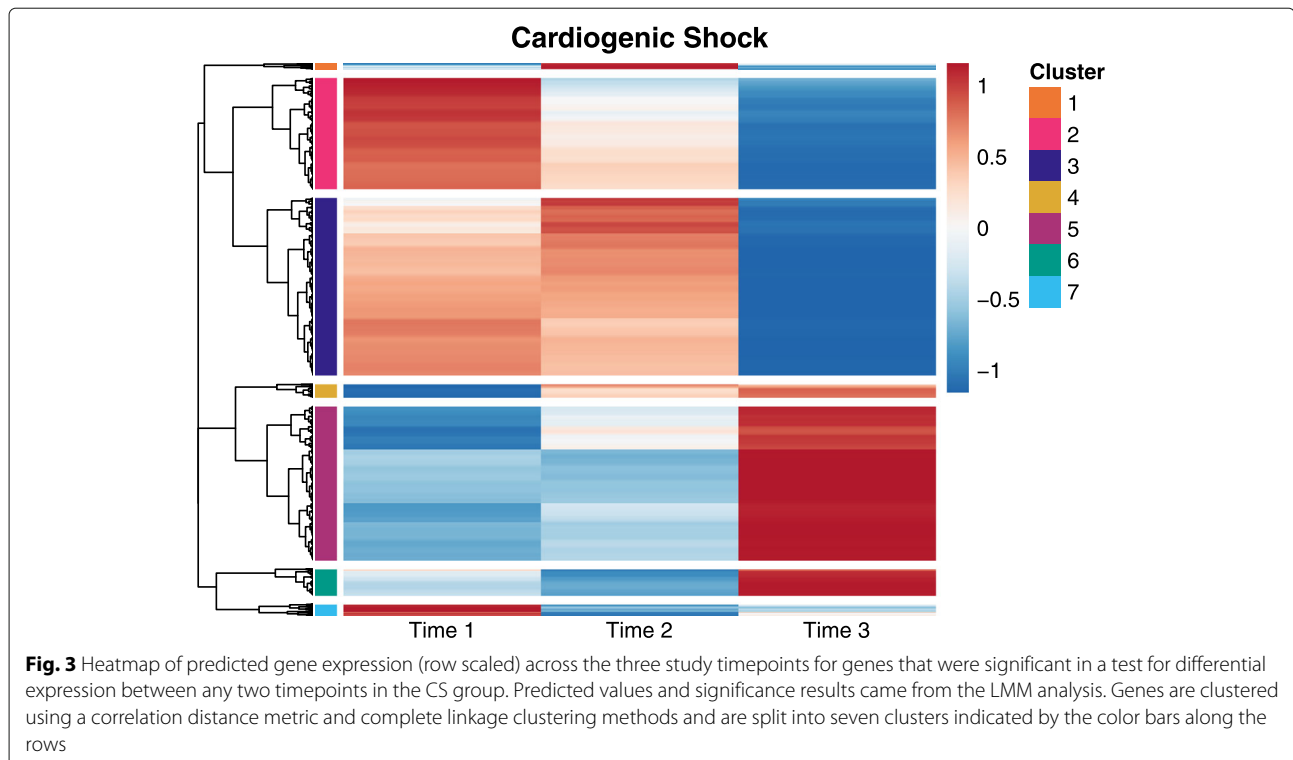 Cardiogenic Shock
1
0.5
0
−0.5
−1
Cluster
1
2
3
4
5
6
7
Time 1 Time 2 Time 3
Fig. 3 Heatmap of predicted gene expression (row scaled) across the three study timepoints for genes that were significant in a test for differential
expression between any two timepoints in the CS group. Predicted values and significance results came from the LMM analysis. Genes are clustered
using a correlation distance metric and complete linkage clustering methods and are split into seven clusters indicated by the color bars along the
rows